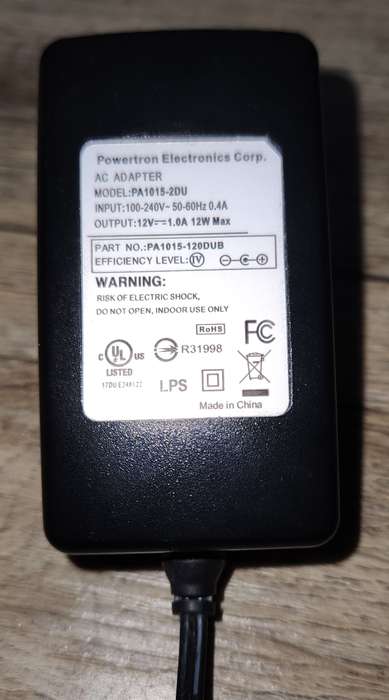 Powertron Electronics Corp.
AC ADAPTER
MODEL:PA1015-2DU
INPUT:100-240V~ 50-60Hz 0.4A
OUTPUT:12V⎓1.0A 12W Max
PART NO.:PA1015-120DUB
EFFICIENCY LEVEL:IV
WARNING:
RISK OF ELECTRIC SHOCK,
DO NOT OPEN, INDOOR USE ONLY
RoHS
FC
c UL US
R31998
LISTED
LPS
Made in China